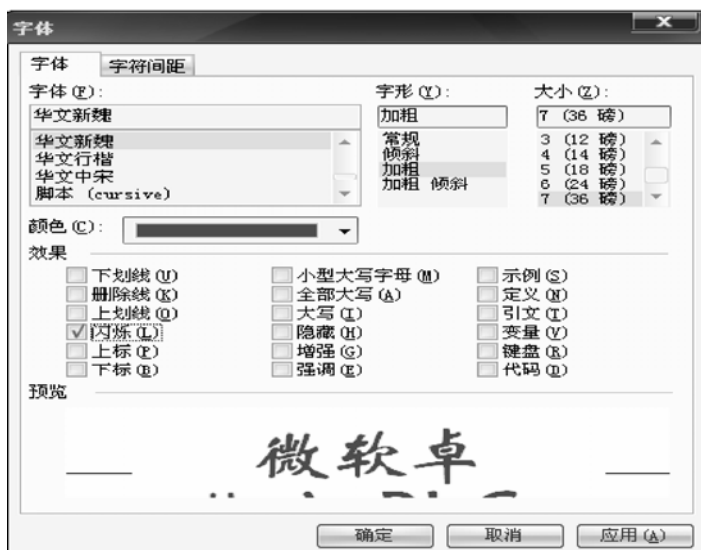 字体
字体 字符间距
字体(F): 字形(Y): 大小(Z):
华文新魏 加粗 7 (36 磅)
华文新魏 常规 3 (12 磅)
华文行楷 倾斜 4 (14 磅)
华文中宋 加粗 5 (18 磅)
脚本 (cursive) 加粗 倾斜 6 (24 磅)
7 (36 磅)
颜色(C):
效果
下划线(U) 小型大写字母(M) 示例(S)
删除线(K) 全部大写(A) 定义(N)
上划线(O) 大写(I) 引文(T)
闪烁(L) 隐藏(H) 变量(V)
上标(P) 增强(G) 键盘(R)
下标(B) 强调(E) 代码(D)
预览
微软卓
确定 取消 应用(A)